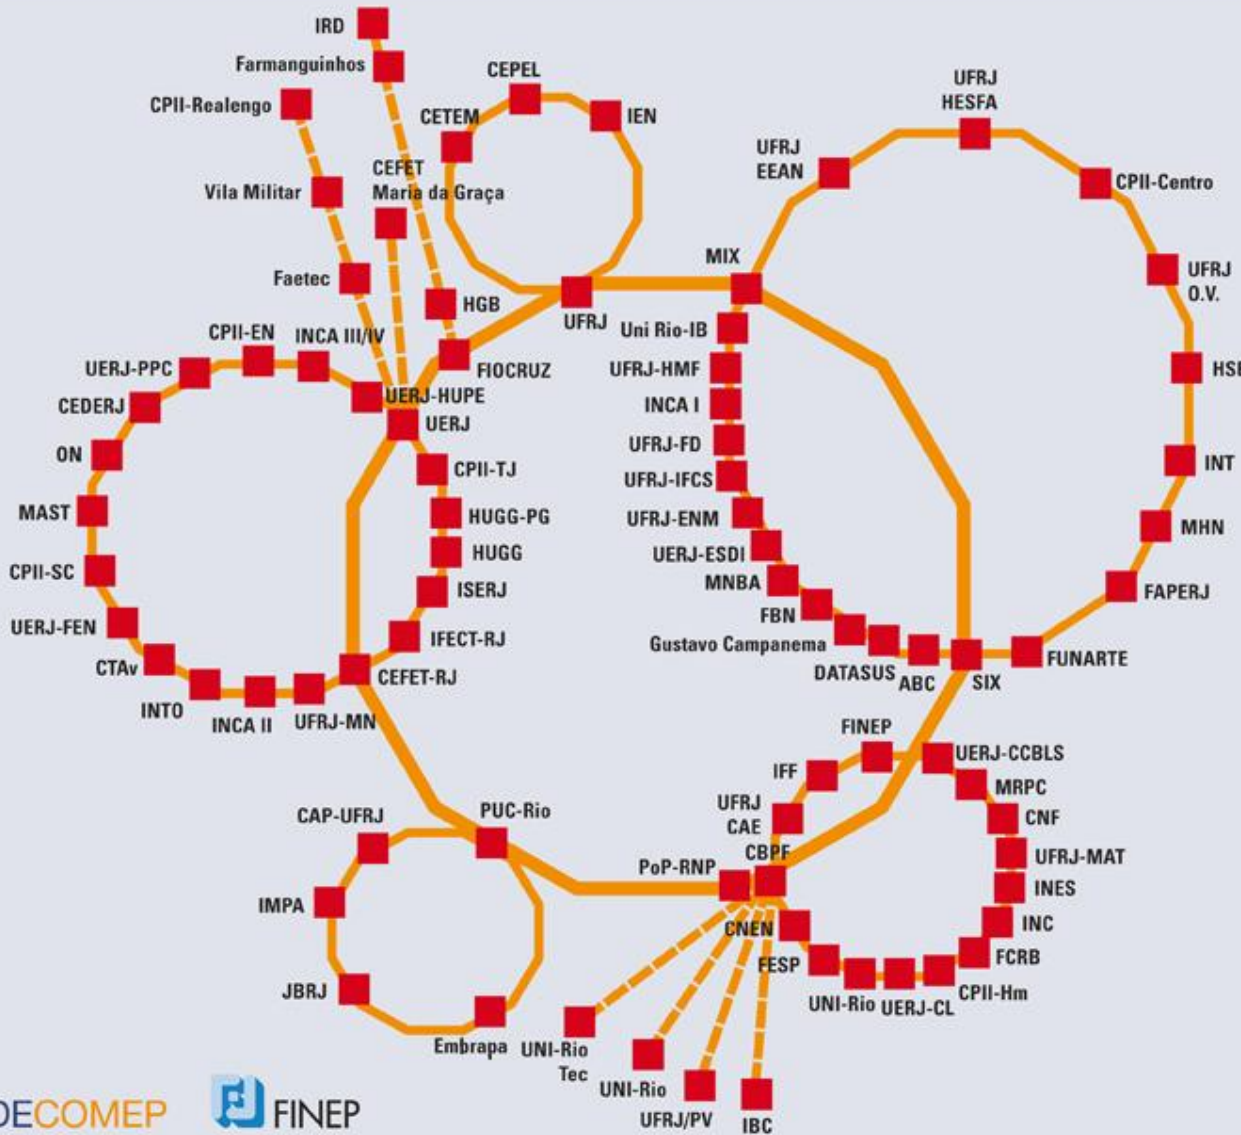 IRD
Farmanguinhos
CPII-Realengo
Vila Militar
CEFET
Maria da Graça
Faetec
HGB
CEPEL
CETEM
IEN
UFRJ
FIOCRUZ
UFRJ
HESFA
UFRJ
EEAN
CPII-Centro
MIX
UFRJ
O.V.
Uni Rio-IB
UFRJ-HMF
INCA I
UFRJ-FD
UFRJ-IFCS
UFRJ-ENM
UERJ-ESDI
MNBA
FBN
Gustavo Campanema
DATASUS
ABC
SIX
FUNARTE
FAPERJ
MHN
INT
CPII-EN
INCA III/IV
UERJ-PPC
UERJ-HUPE
CEDERJ
UERJ
ON
CPII-TJ
MAST
HUGG-PG
HUGG
CPII-SC
ISERJ
UERJ-FEN
IFECT-RJ
CTAv
CEFET-RJ
INTO
INCA II
UFRJ-MN
FINEP
UERJ-CCBLS
IFF
MRPC
UFRJ
CAE
CNF
UFRJ-MAT
CBPF
PoP-RNP
INES
INC
CNEN
FCRB
FESP
CPII-Hm
UNI-Rio
UERJ-CL
CAP-UFRJ
PUC-Rio
IMPA
JBRJ
Embrapa
UNI-Rio
Tec
UNI-Rio
UFRJ/PV
IBC
DECOMEP
FINEP